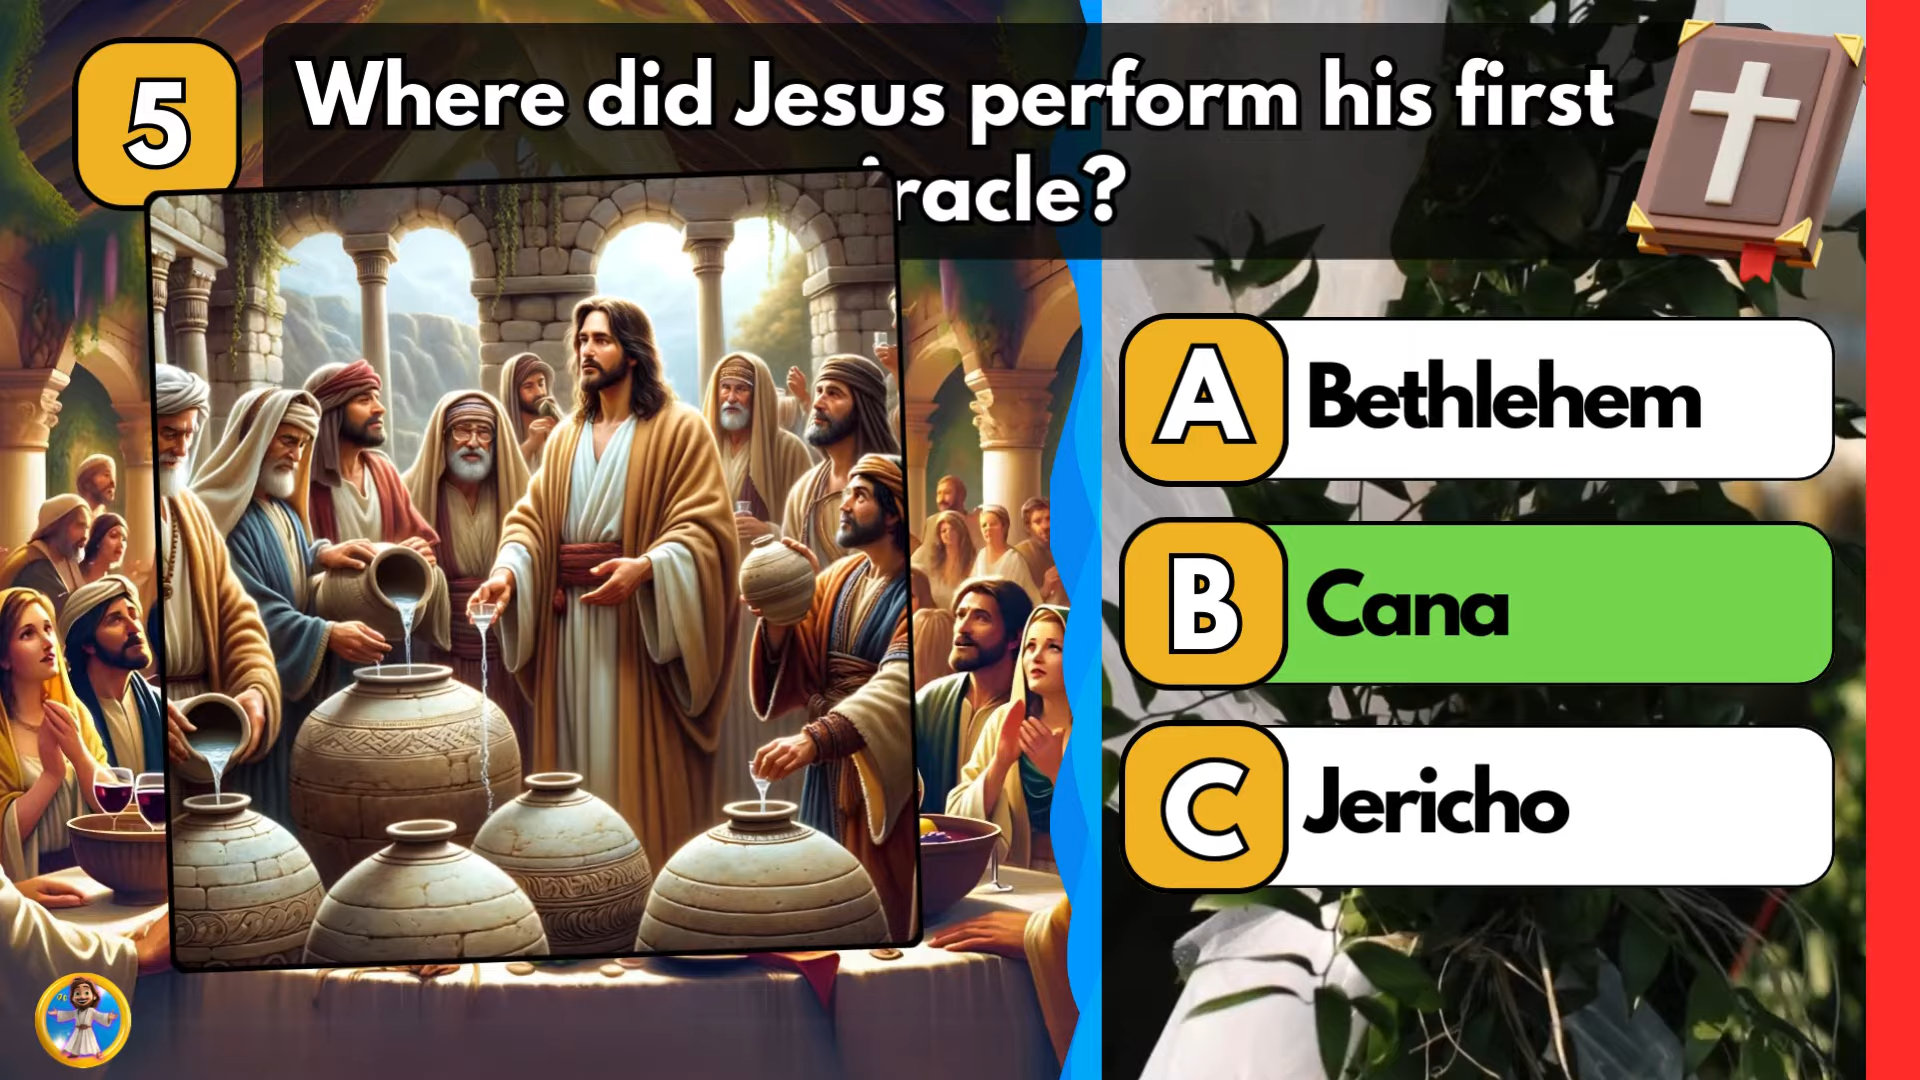 5
Where did Jesus perform his first
racle?
A Bethlehem
B Cana
C Jericho